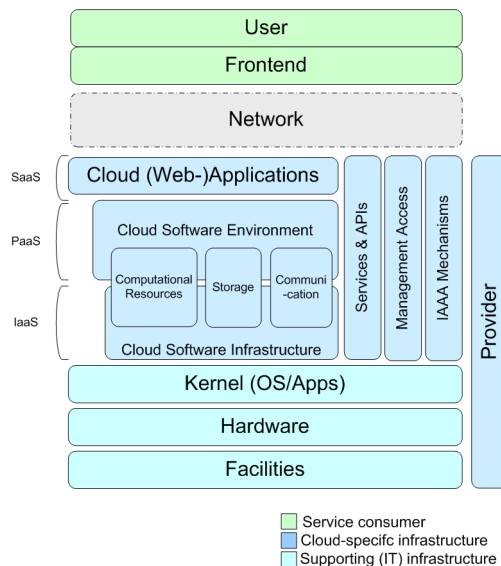 User
Frontend
Network
SaaS
Cloud (Web-)Applications
PaaS
Cloud Software Environment
Computational
Resources
Storage
Communi
-cation
IaaS
Cloud Software Infrastructure
Services & APIs
Management Access
IAAA Mechanisms
Provider
Kernel (OS/Apps)
Hardware
Facilities
Service consumer
Cloud-specifc infrastructure
Supporting (IT) infrastructure